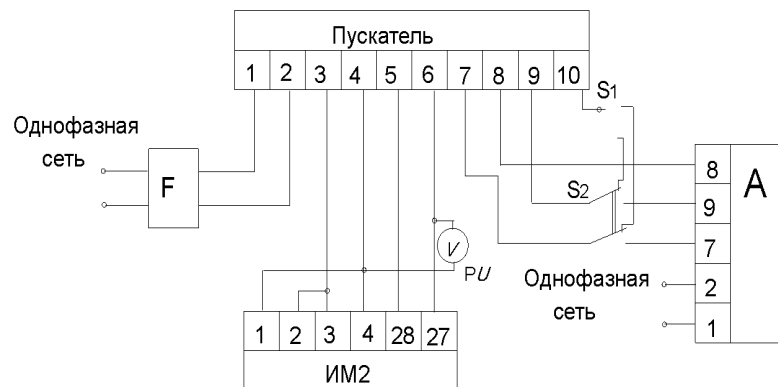 Пускатель
1 2 3 4 5 6 7 8 9 10
S1
Однофазная
сеть
F
8
A
S2
9
V
7
PU
Однофазная
сеть
2
1
1 2 3 4 28 27
ИМ2